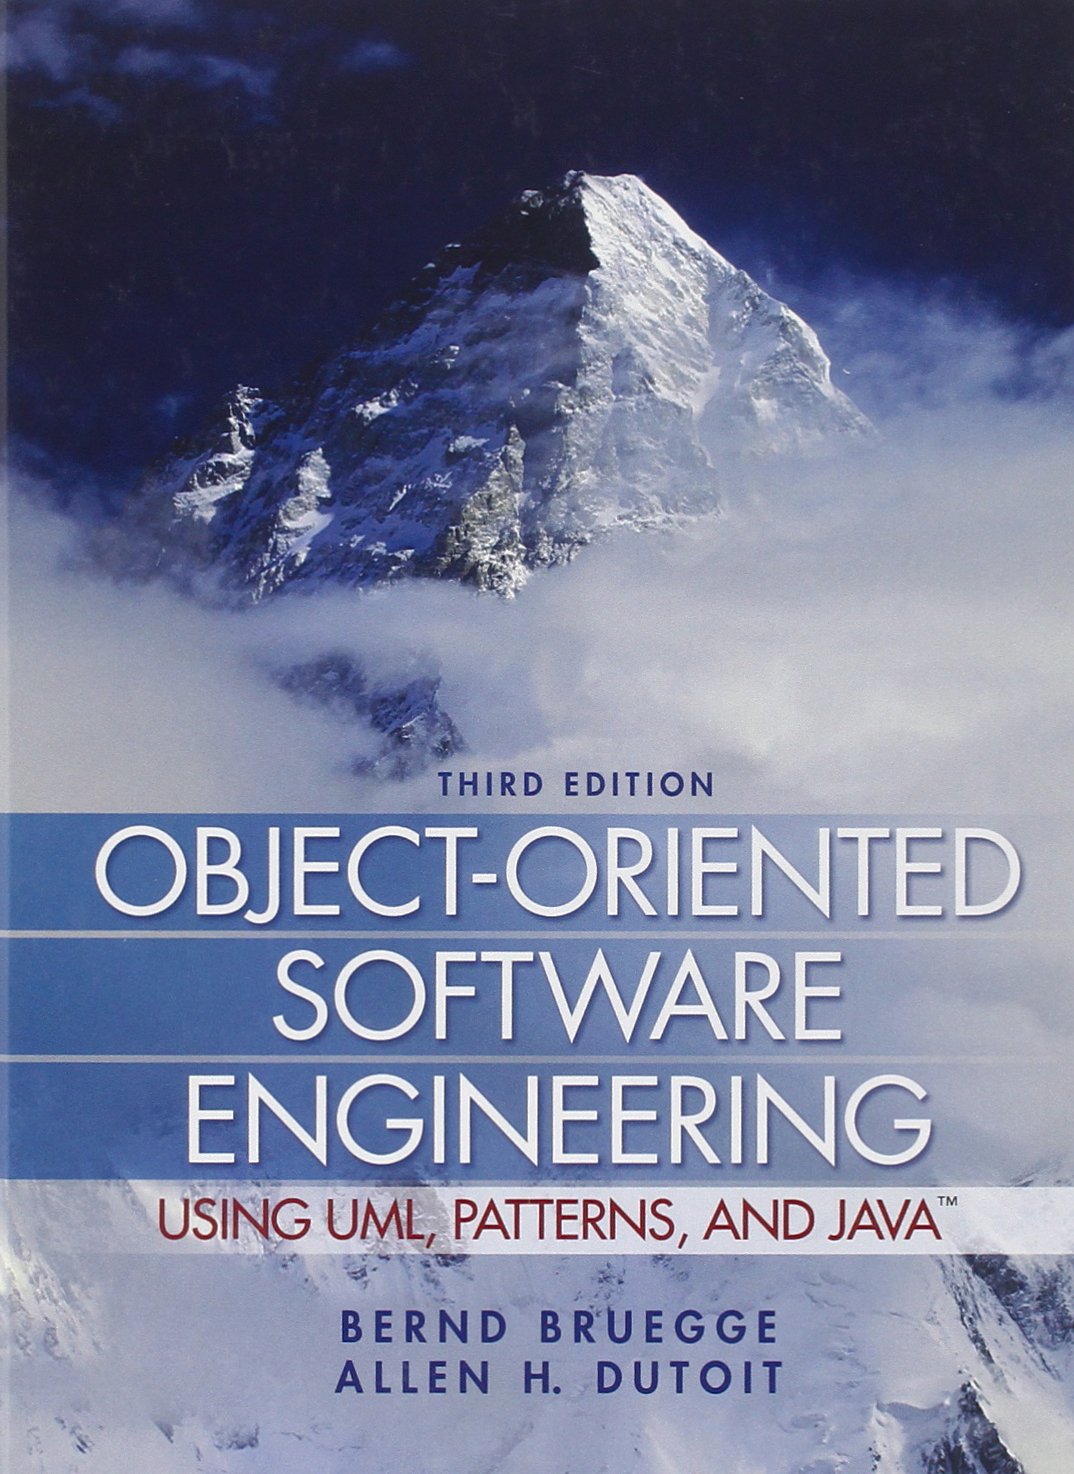 THIRD EDITION
OBJECT-ORIENTED
SOFTWARE
ENGINEERING
USING UML, PATTERNS, AND JAVA™
BERND BRUEGGE
ALLEN H. DUTOIT